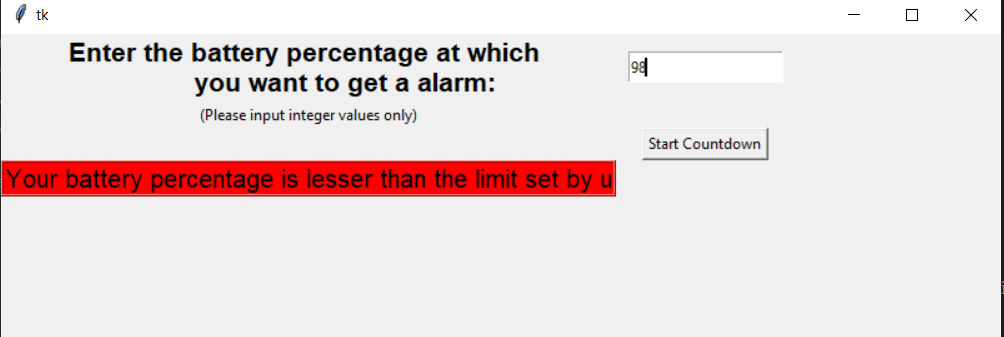 tk
Enter the battery percentage at which
you want to get a alarm:
98
(Please input integer values only)
Start Countdown
Your battery percentage is lesser than the limit set by u